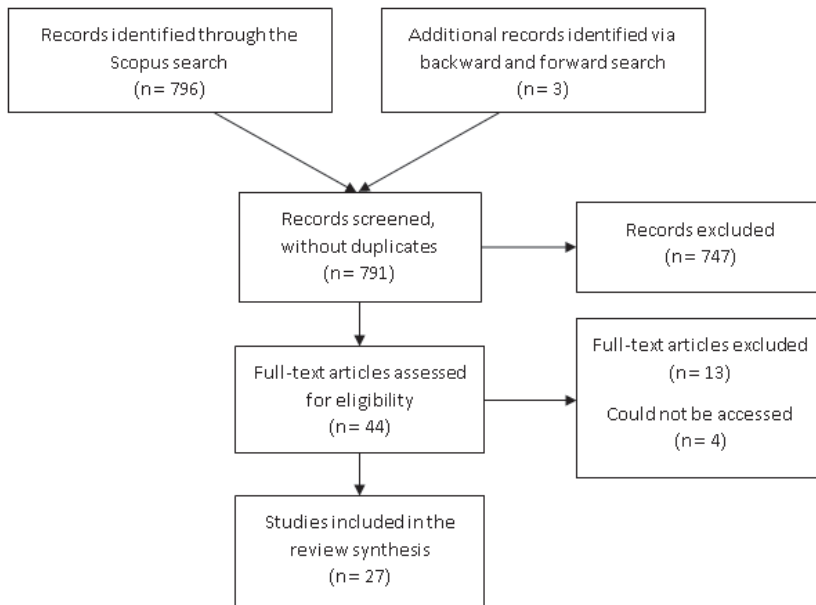 Records identified through the
Scopus search
(n= 796)
Additional records identified via
backward and forward search
(n= 3)
Records screened,
without duplicates
(n= 791)
Records excluded
(n= 747)
Full-text articles assessed
for eligibility
(n= 44)
Full-text articles excluded
(n= 13)
Could not be accessed
(n= 4)
Studies included in the
review synthesis
(n= 27)